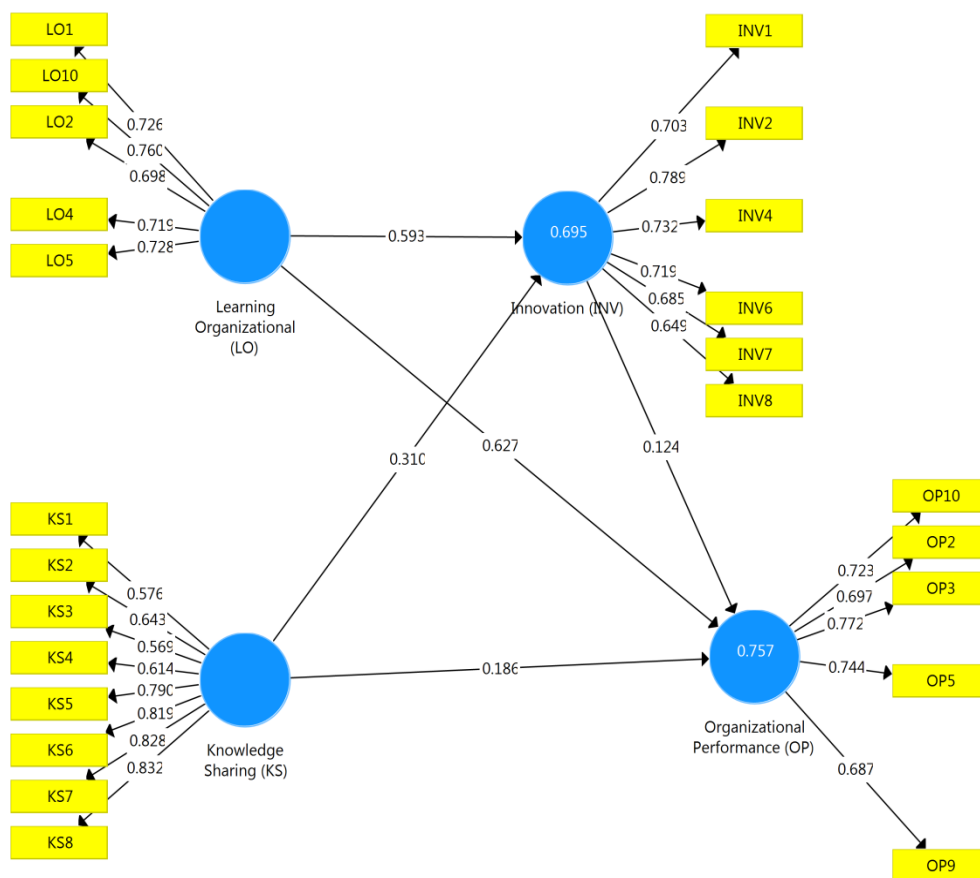 LO1
LO10
LO2
LO4
LO5
0.726
0.760
0.698
0.719
0.728
Learning
Organizational
(LO)
0.593
0.695
Innovation (INV)
INV1
INV2
INV4
INV6
INV7
INV8
0.703
0.789
0.732
0.719
0.685
0.649
0.310
0.627
0.124
KS1
KS2
KS3
KS4
KS5
KS6
KS7
KS8
0.576
0.643
0.569
0.614
0.790
0.819
0.828
0.832
Knowledge
Sharing (KS)
0.186
0.757
Organizational
Performance (OP)
OP10
OP2
OP3
OP5
OP9
0.723
0.697
0.772
0.744
0.687